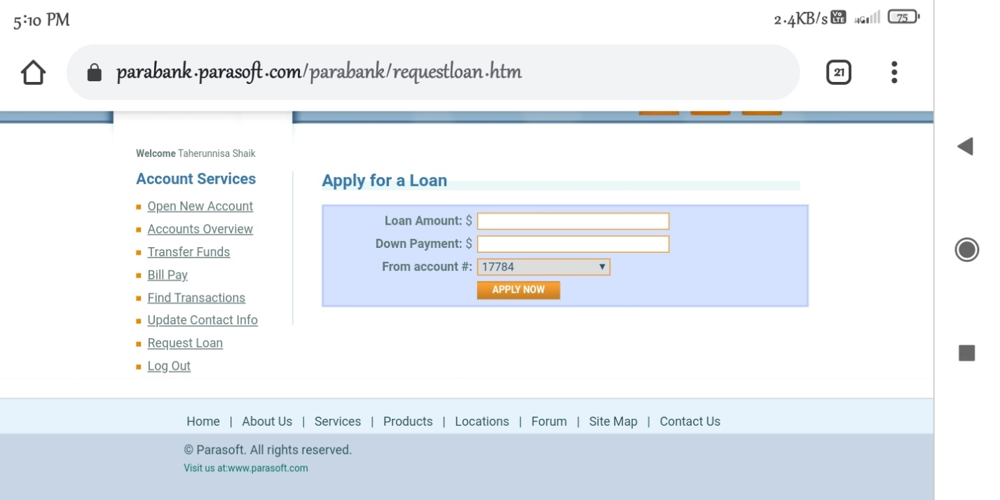 5:10 PM
2.4KB/s Vo LTE 4G 75
parabank.parasoft.com/parabank/requestloan.htm
21
Welcome Taherunnisa Shaik
Account Services
Open New Account
Accounts Overview
Transfer Funds
Bill Pay
Find Transactions
Update Contact Info
Request Loan
Log Out
Apply for a Loan
Loan Amount: $
Down Payment: $
From account #: 17784
APPLY NOW
Home | About Us | Services | Products | Locations | Forum | Site Map | Contact Us
© Parasoft. All rights reserved.
Visit us at:www.parasoft.com